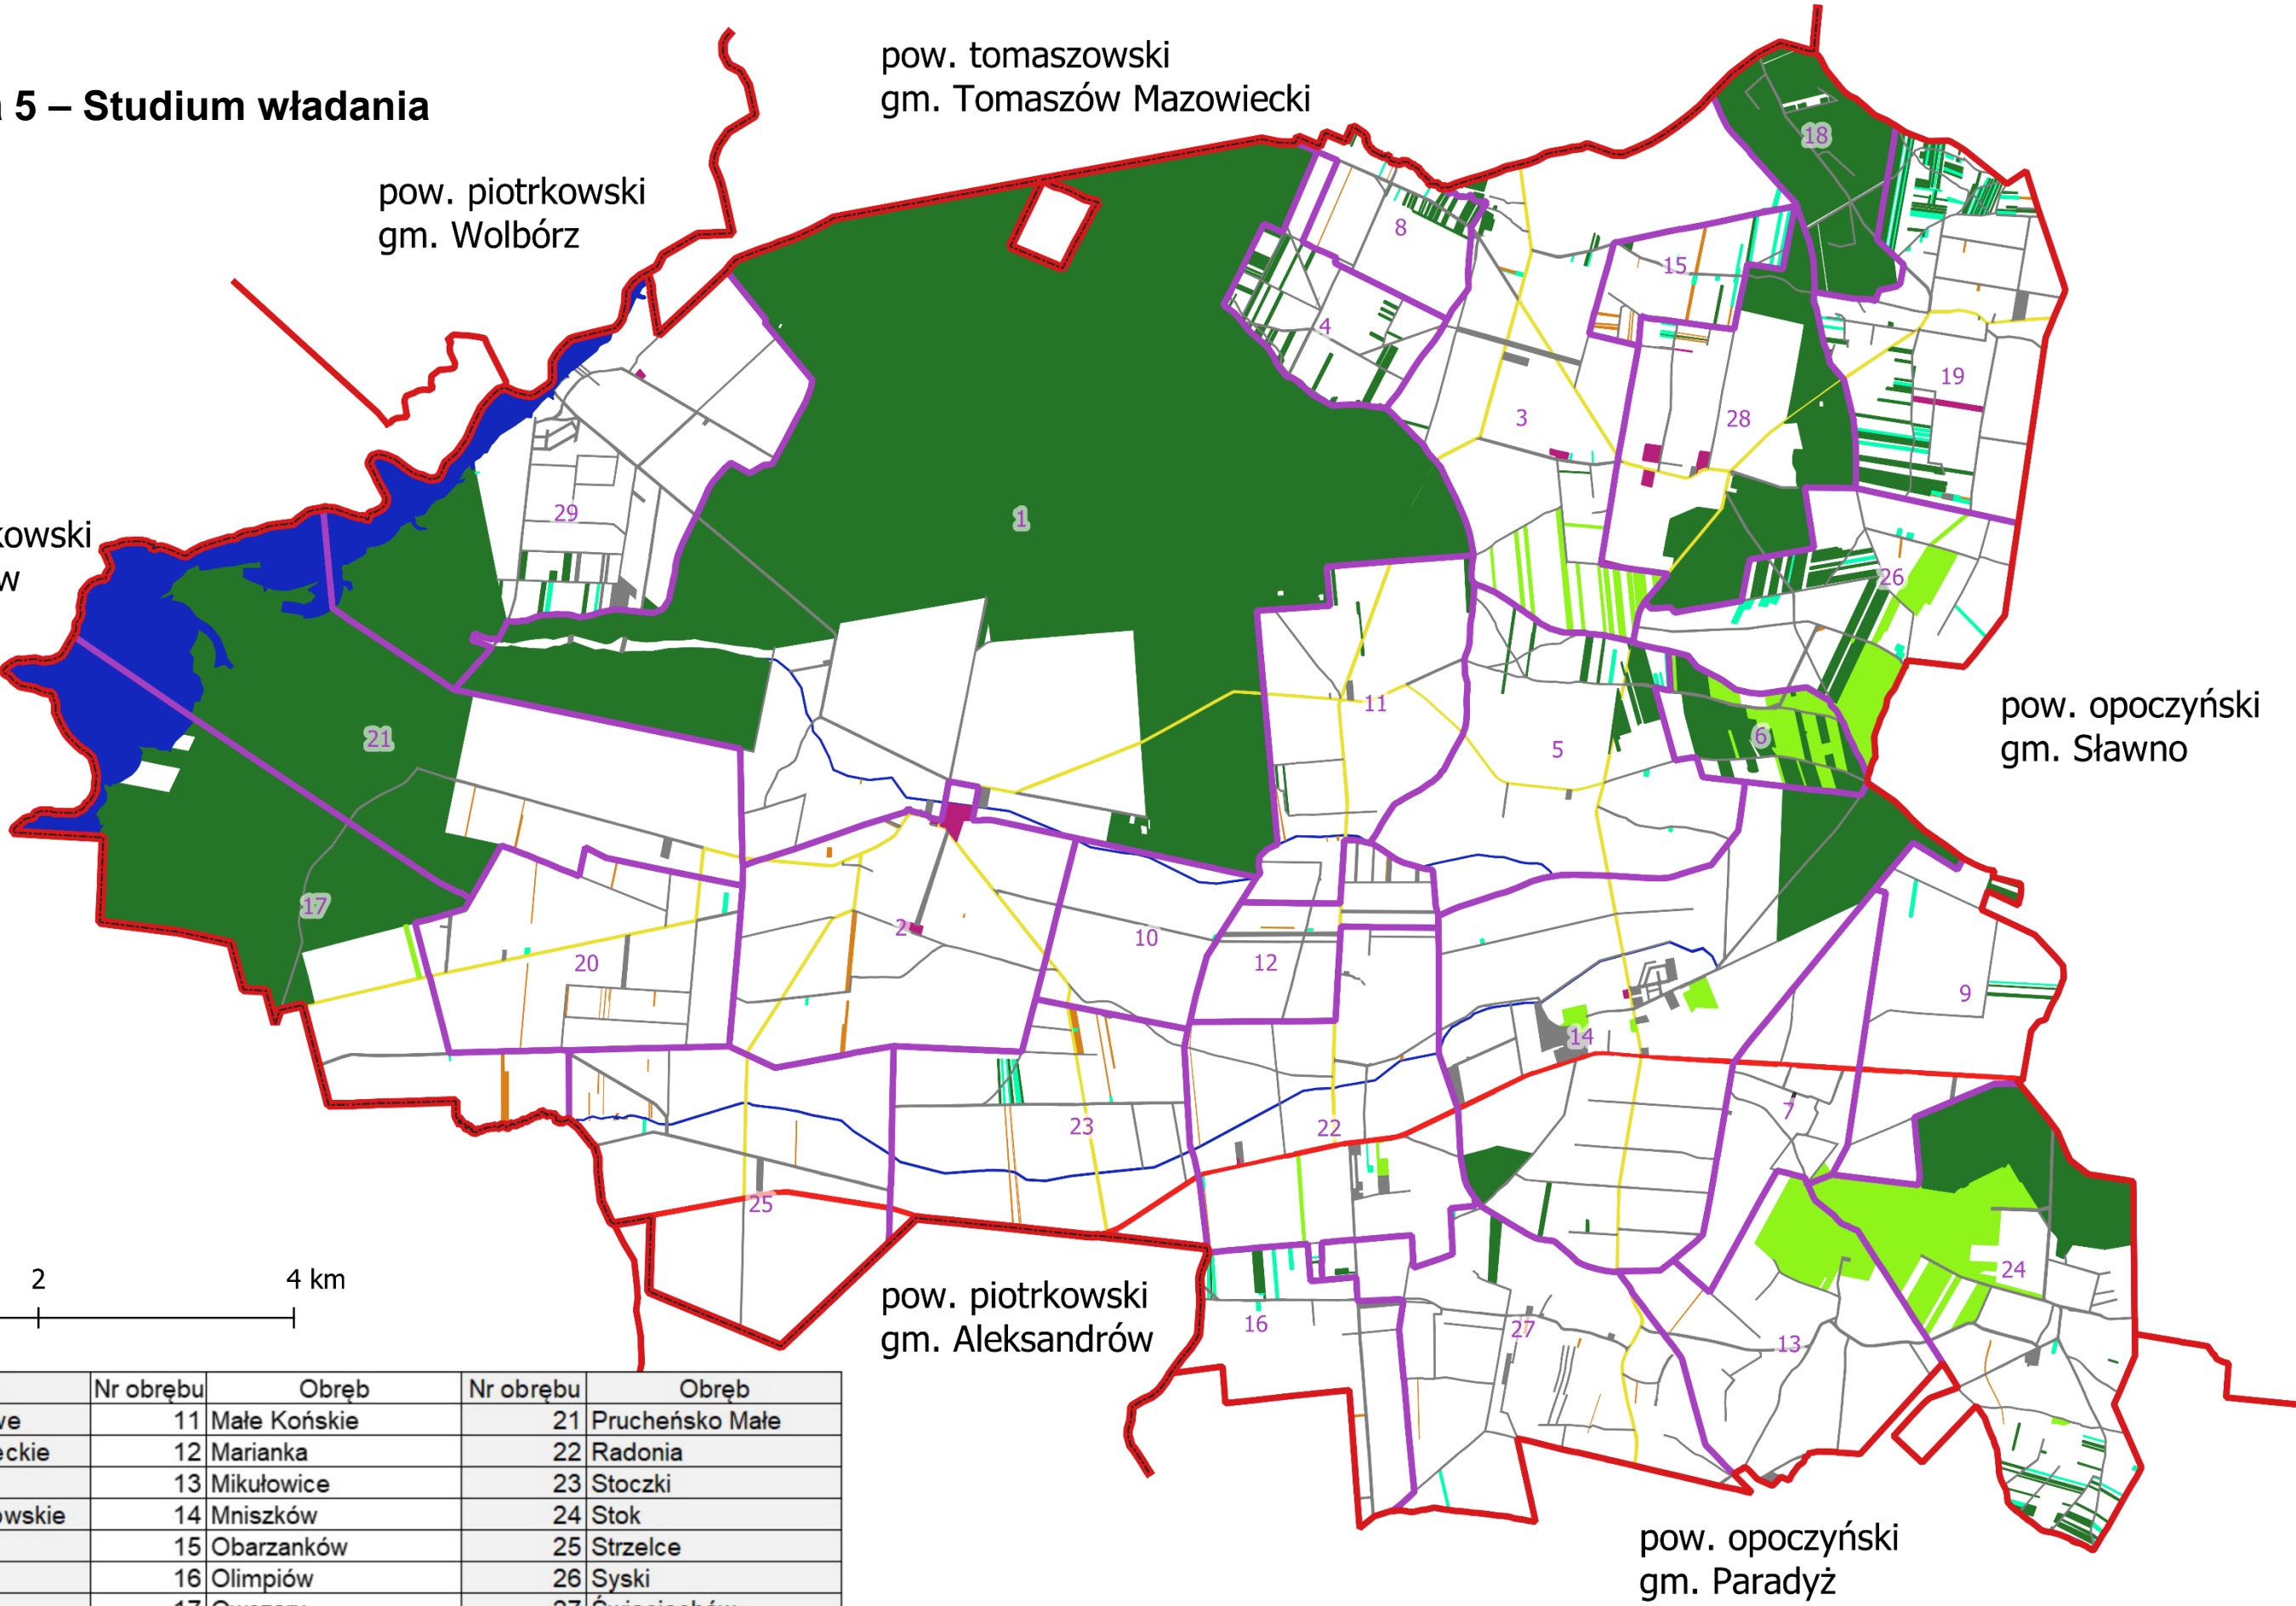 5 – Studium władania
pow. tomaszowski
gm. Tomaszów Mazowiecki
pow. piotrkowski
gm. Wolbórz
18
8
15
4
19
3
28
29
1
kowski
w
26
11
21
5
6
pow. opoczyński
gm. Sławno
17
2
10
20
12
9
14
7
23
22
25
24
2
4 km
pow. piotrkowski
gm. Aleksandrów
16
27
13
Nr obrębu Obręb Nr obrębu Obręb
we 11 Małe Końskie 21 Prucheńsko Małe
eckie 12 Marianka 22 Radonia
13 Mikułowice 23 Stoczki
owskie 14 Mniszków 24 Stok
15 Obarzanków 25 Strzelce
16 Olimpiów 26 Syski
pow. opoczyński
gm. Paradyż